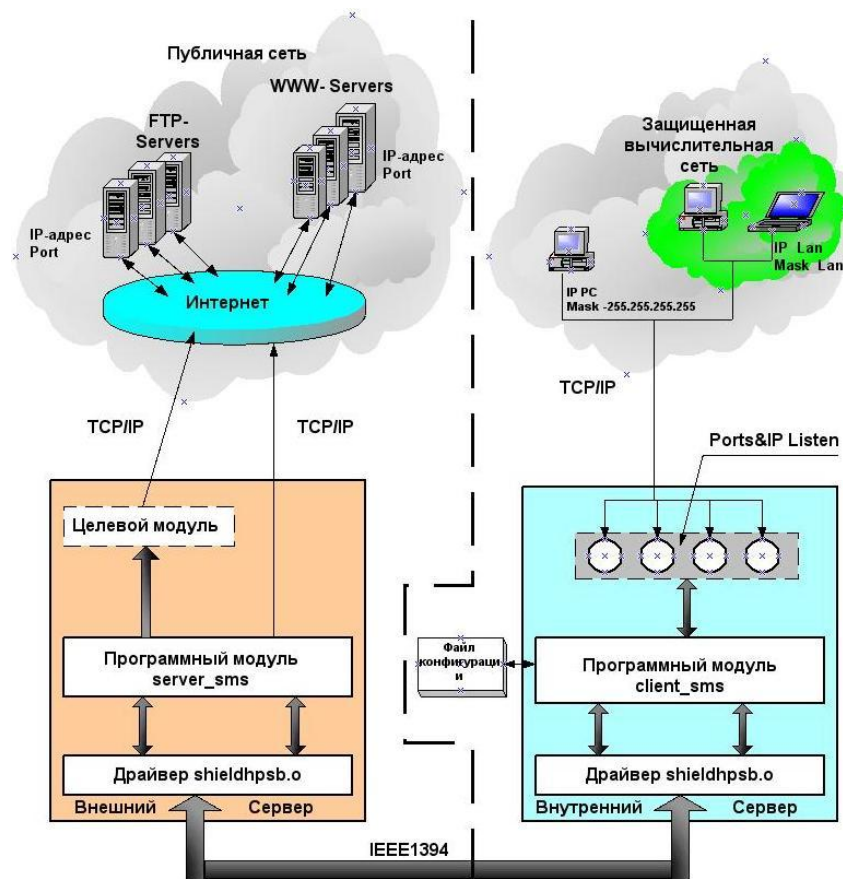 Публичная сеть
WWW- Servers
FTP-
Servers
IP-адрес
Port
IP-адрес
Port
Интернет
TCP/IP
TCP/IP
Целевой модуль
Программный модуль
server_sms
Драйвер shieldhpsb.o
Внешний Сервер
Защищенная
вычислительная
сеть
IP Lan
Mask Lan
IP PC
Mask -255.255.255.255
TCP/IP
Ports&IP Listen
Файл
конфигураци
и
Программный модуль
client_sms
Драйвер shieldhpsb.o
Внутренний Сервер
IEEE1394